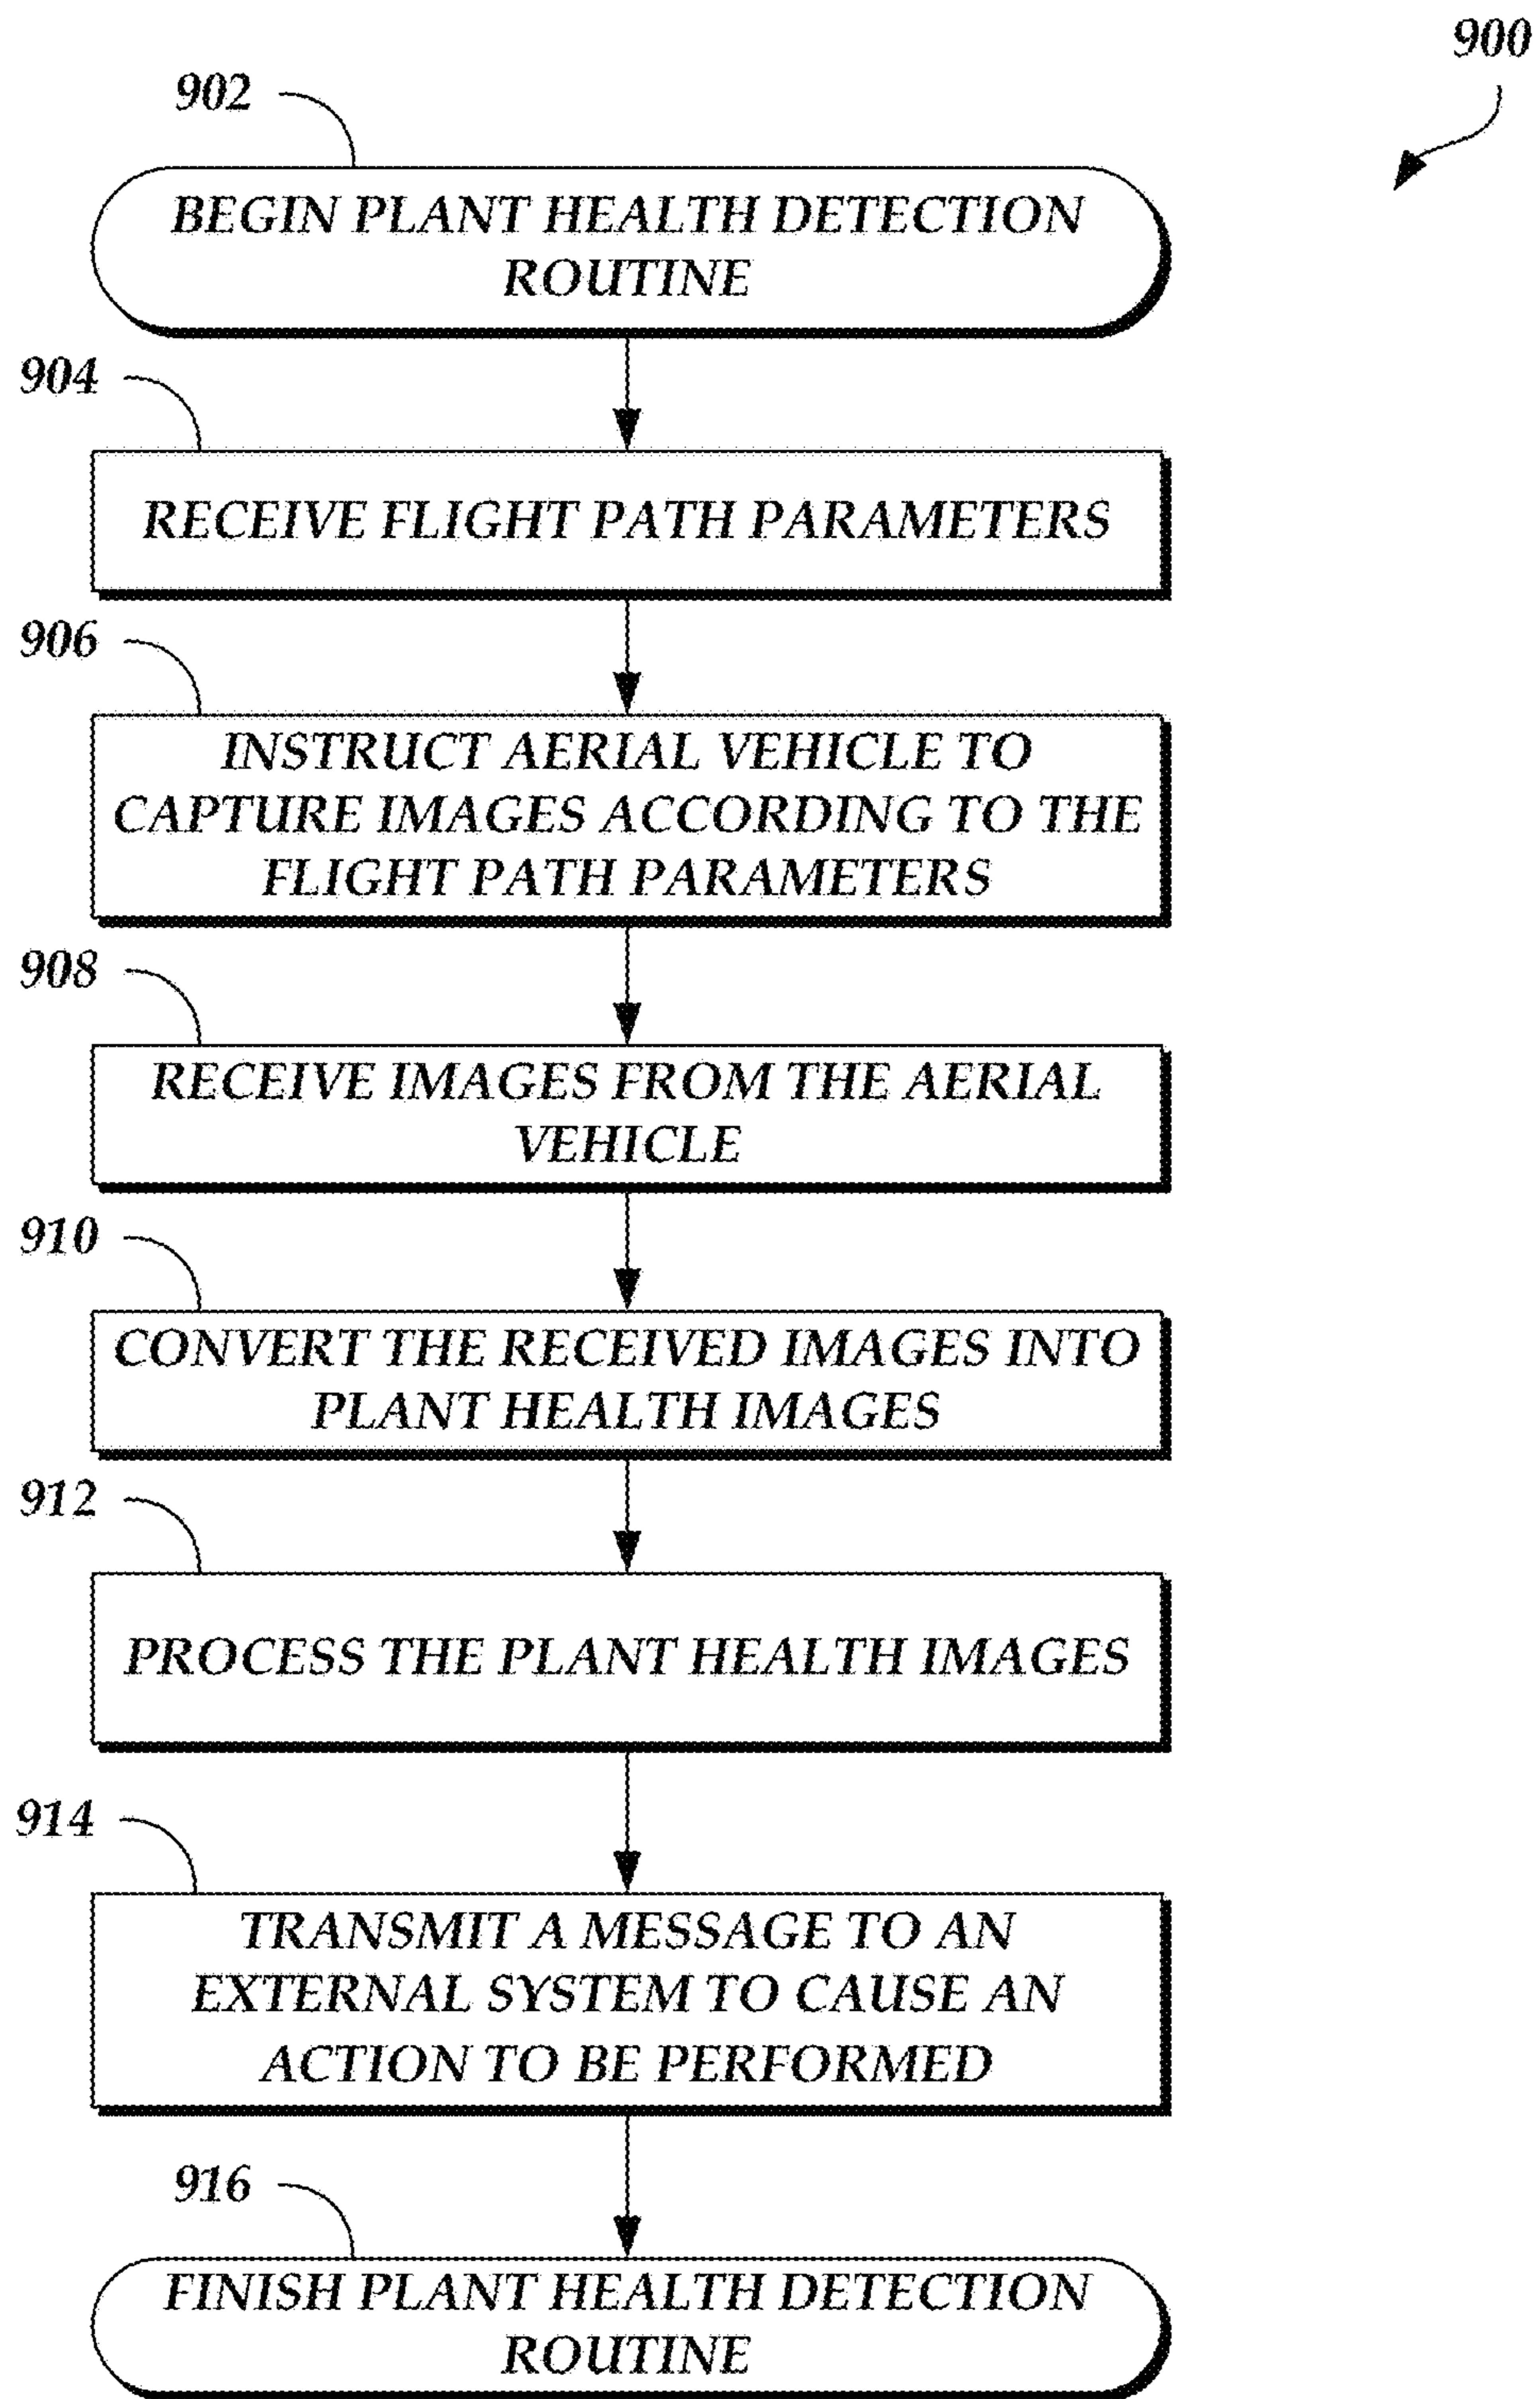 900
902
BEGIN PLANT HEALTH DETECTION
ROUTINE
904
RECEIVE FLIGHT PATH PARAMETERS
906
INSTRUCT AERIAL VEHICLE TO
CAPTURE IMAGES ACCORDING TO THE
FLIGHT PATH PARAMETERS
908
RECEIVE IMAGES FROM THE AERIAL
VEHICLE
910
CONVERT THE RECEIVED IMAGES INTO
PLANT HEALTH IMAGES
912
PROCESS THE PLANT HEALTH IMAGES
914
TRANSMIT A MESSAGE TO AN
EXTERNAL SYSTEM TO CAUSE AN
ACTION TO BE PERFORMED
916
FINISH PLANT HEALTH DETECTION
ROUTINE